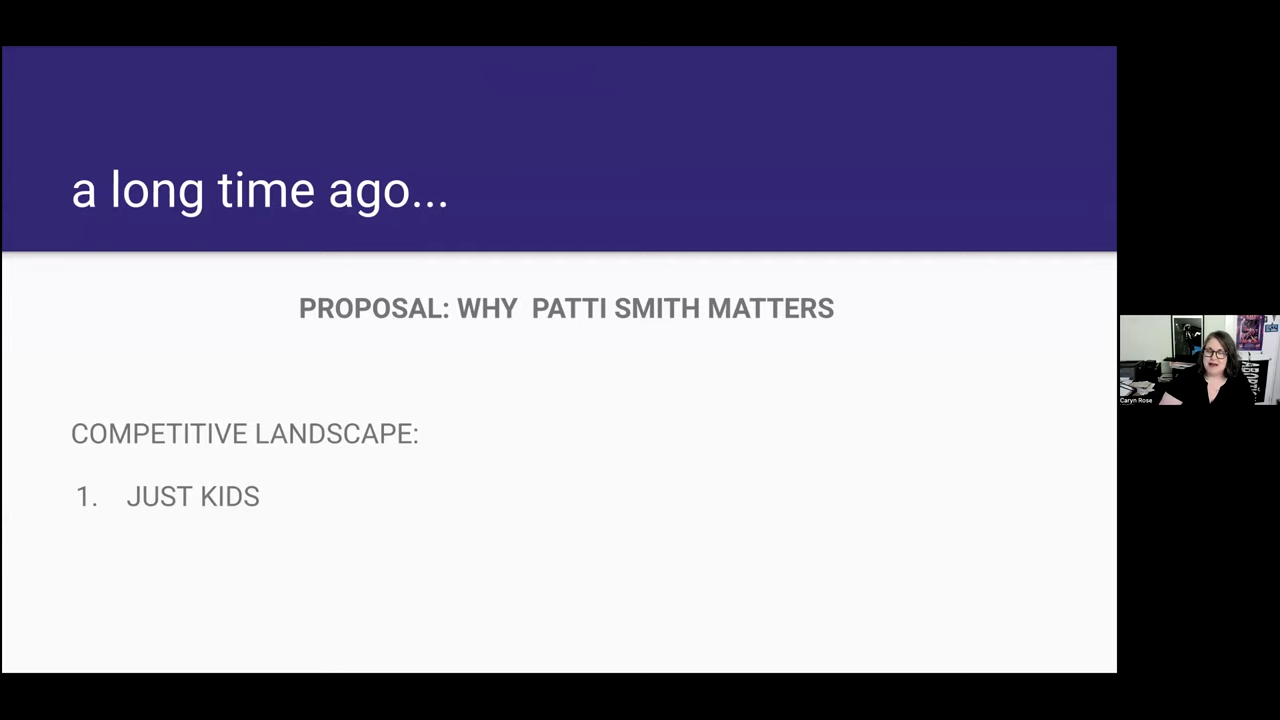 a long time ago...
PROPOSAL: WHY  PATTI SMITH MATTERS
COMPETITIVE LANDSCAPE:
1. JUST KIDS
Caryn Rose